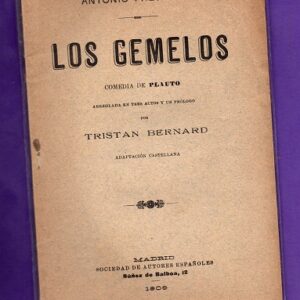 ANTONIO
LOS GEMELOS
COMEDIA DE PLAUTO
ARREGLADA EN TRES ACTOS Y UN PRÓLOGO
POR
TRISTAN BERNARD
ADAPTACIÓN CASTELLANA
MADRID
SOCIEDAD DE AUTORES ESPAÑOLES
Núñez de Balboa, 12
1909